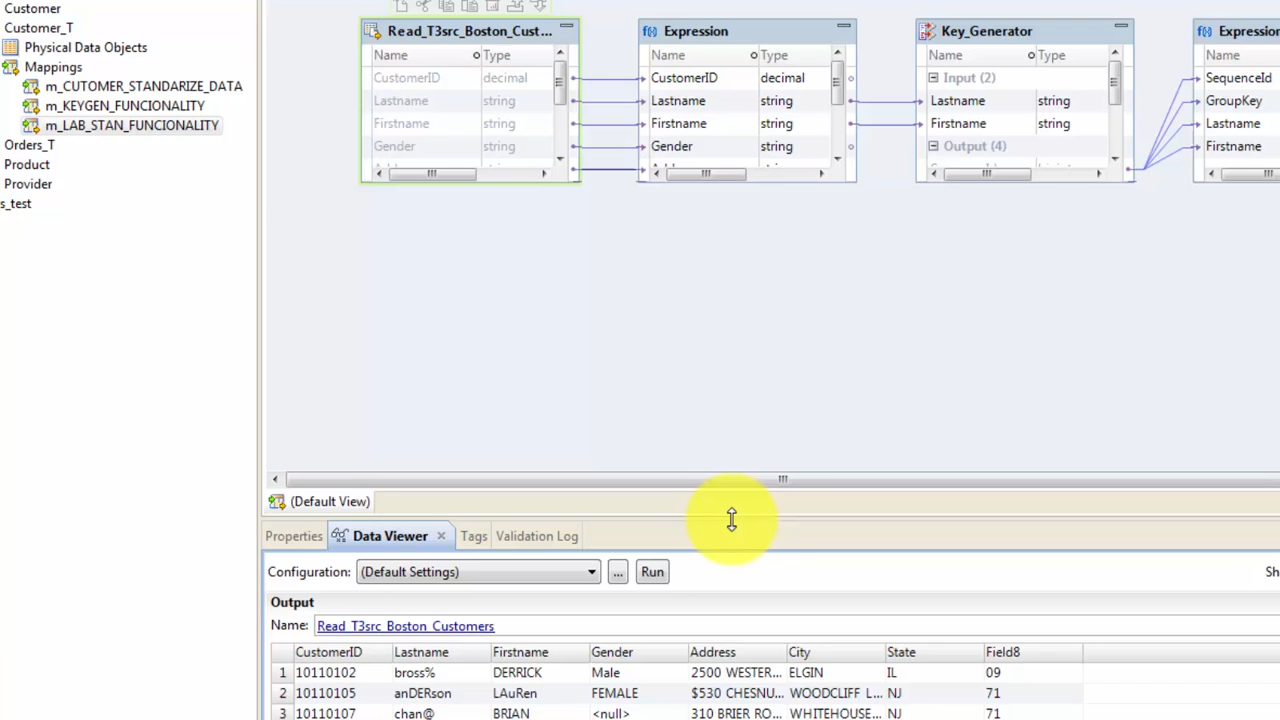 Customer
Customer_T
Physical Data Objects
Mappings
m_CUTOMER_STANDARIZE_DATA
m_KEYGEN_FUNCIONALITY
m_LAB_STAN_FUNCIONALITY
Orders_T
Product
Provider
s_test
Read_T3src_Boston_Cust...
Name Type
CustomerID decimal
Lastname string
Firstname string
Gender string
Expression
Name Type
CustomerID decimal
Lastname string
Firstname string
Gender string
Key_Generator
Name Type
Input (2)
Lastname string
Firstname string
Output (4)
Expression
Name
SequenceId
GroupKey
Lastname
Firstname
(Default View)
Properties Data Viewer Tags Validation Log
Configuration: (Default Settings) ... Run Sh
Output
Name: Read_T3src_Boston_Customers
CustomerID Lastname Firstname Gender Address City State Field8
1 10110102 bross% DERRICK Male 2500 WESTER... ELGIN IL 09
2 10110105 anDERson LAuRen FEMALE $530 CHESNU... WOODCLIFF L... NJ 71
3 10110107 chan@ BRIAN <null> 310 BRIER RO... WHITEHOUSE... NJ 71